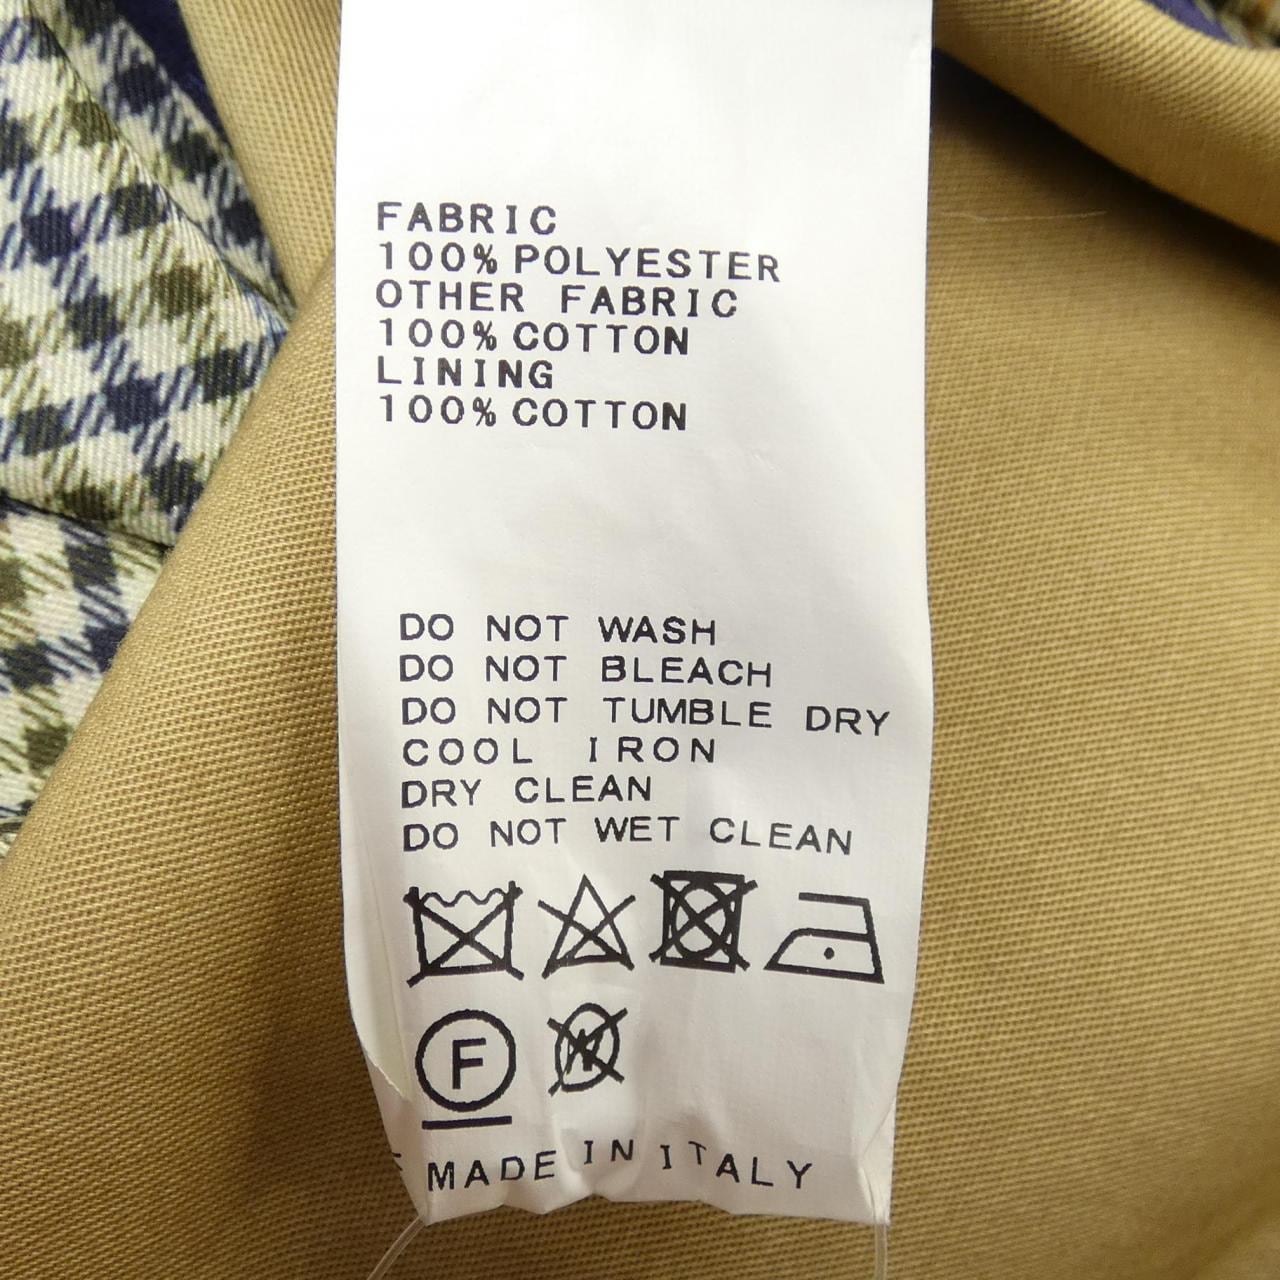 FABRIC
100% POLYESTER
OTHER FABRIC
100% COTTON
LINING
100% COTTON
DO NOT WASH
DO NOT BLEACH
DO NOT TUMBLE DRY
COOL IRON
DRY CLEAN
DO NOT WET CLEAN
F W
MADE IN ITALY